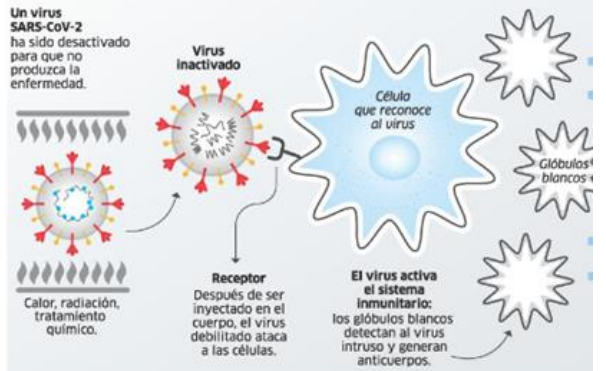 Un virus
SARS-CoV-2
ha sido desactivado
para que no
produzca la
enfermedad.
Calor, radiación,
tratamiento
químico.
Virus
inactivado
Receptor
Después de ser
inyectado en el
cuerpo, el virus
debilitado ataca
a las células.
Célula
que reconoce
al virus
El virus activa
el sistema
inmunitario:
los glóbulos blancos
detectan al virus
intruso y generan
anticuerpos.
Glóbulos
blancos